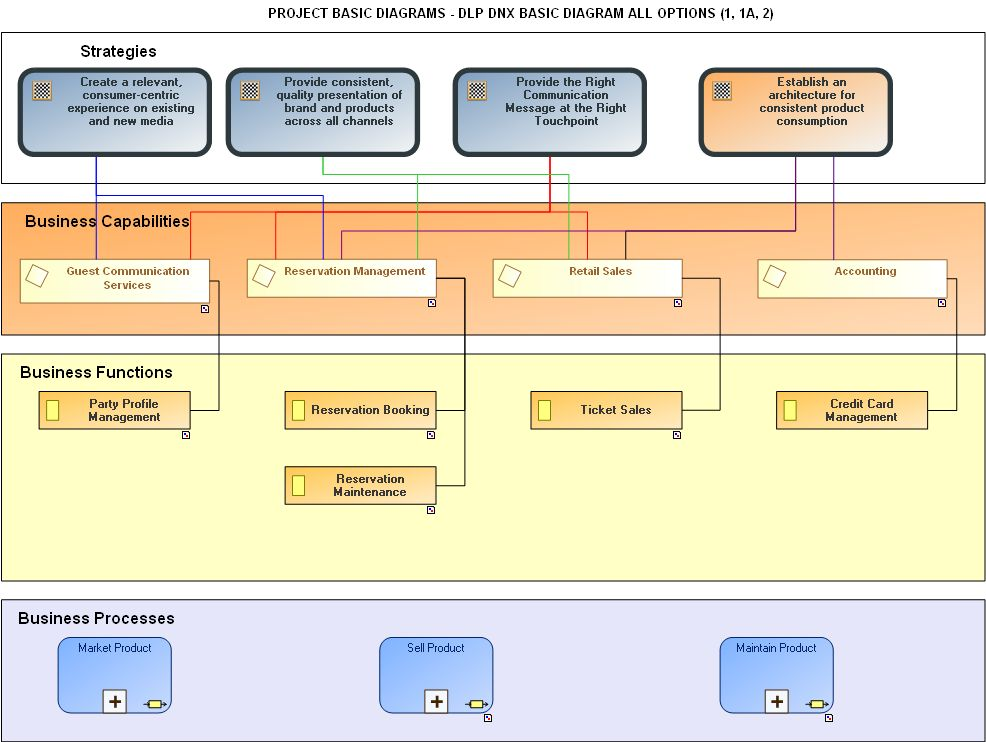 PROJECT BASIC DIAGRAMS - DLP DNX BASIC DIAGRAM ALL OPTIONS (1, 1A, 2)
Strategies
Create a relevant,
consumer-centric
experience on existing
and new media
Provide consistent,
quality presentation of
brand and products
across all channels
Provide the Right
Communication
Message at the Right
Touchpoint
Establish an
architecture for
consistent product
consumption
Business Capabilities
Guest Communication
Services
Reservation Management
Retail Sales
Accounting
Business Functions
Party Profile
Management
Reservation Booking
Ticket Sales
Credit Card
Management
Reservation
Maintenance
Business Processes
Market Product
Sell Product
Maintain Product